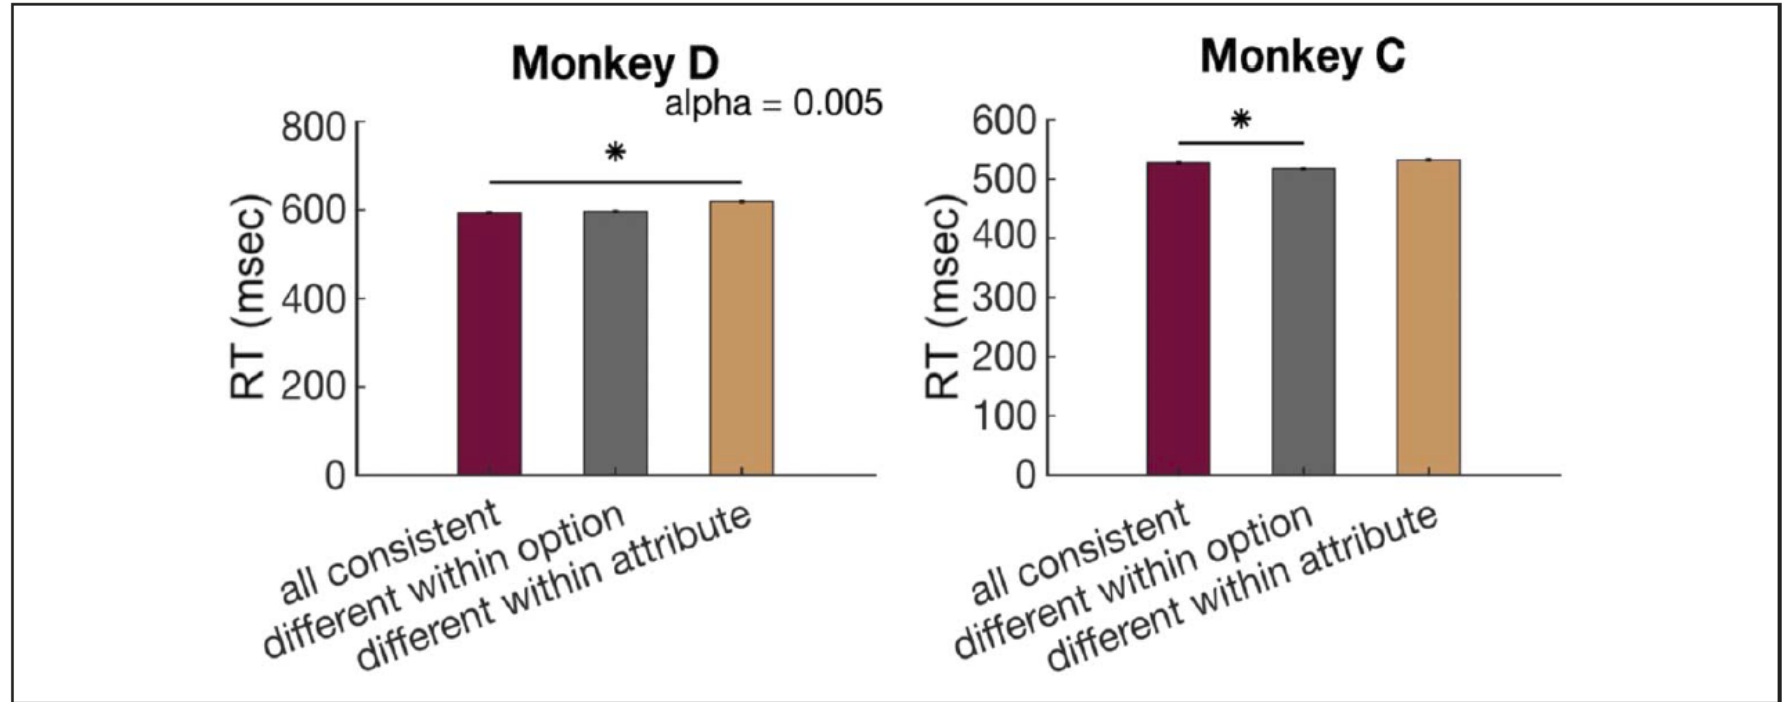 Monkey D
alpha = 0.005
800
600
400
200
0
RT (msec)
*
all consistent
different within option
different within attribute
Monkey C
600
500
400
300
200
100
0
RT (msec)
*
all consistent
different within option
different within attribute